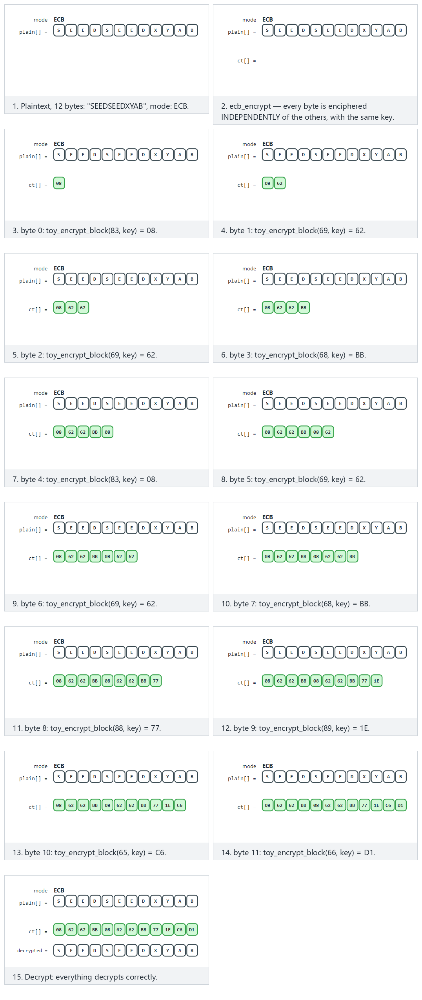 mode ECB
plain[] = S E E D S E E D X Y A B
1. Plaintext, 12 bytes: "SEEDSEEDXYAB", mode: ECB.
mode ECB
plain[] = S E E D S E E D X Y A B
ct[] =
2. ecb_encrypt — every byte is enciphered
INDEPENDENTLY of the others, with the same key.
mode ECB
plain[] = S E E D S E E D X Y A B
ct[] = 08
3. byte 0: toy_encrypt_block(83, key) = 08.
mode ECB
plain[] = S E E D S E E D X Y A B
ct[] = 08 62
4. byte 1: toy_encrypt_block(69, key) = 62.
mode ECB
plain[] = S E E D S E E D X Y A B
ct[] = 08 62 62
5. byte 2: toy_encrypt_block(69, key) = 62.
mode ECB
plain[] = S E E D S E E D X Y A B
ct[] = 08 62 62 BB
6. byte 3: toy_encrypt_block(68, key) = BB.
mode ECB
plain[] = S E E D S E E D X Y A B
ct[] = 08 62 62 BB 08
7. byte 4: toy_encrypt_block(83, key) = 08.
mode ECB
plain[] = S E E D S E E D X Y A B
ct[] = 08 62 62 BB 08 62
8. byte 5: toy_encrypt_block(69, key) = 62.
mode ECB
plain[] = S E E D S E E D X Y A B
ct[] = 08 62 62 BB 08 62 62
9. byte 6: toy_encrypt_block(69, key) = 62.
mode ECB
plain[] = S E E D S E E D X Y A B
ct[] = 08 62 62 BB 08 62 62 BB
10. byte 7: toy_encrypt_block(68, key) = BB.
mode ECB
plain[] = S E E D S E E D X Y A B
ct[] = 08 62 62 BB 08 62 62 BB 77
11. byte 8: toy_encrypt_block(88, key) = 77.
mode ECB
plain[] = S E E D S E E D X Y A B
ct[] = 08 62 62 BB 08 62 62 BB 77 1E
12. byte 9: toy_encrypt_block(89, key) = 1E.
mode ECB
plain[] = S E E D S E E D X Y A B
ct[] = 08 62 62 BB 08 62 62 BB 77 1E C6
13. byte 10: toy_encrypt_block(65, key) = C6.
mode ECB
plain[] = S E E D S E E D X Y A B
ct[] = 08 62 62 BB 08 62 62 BB 77 1E C6 D1
14. byte 11: toy_encrypt_block(66, key) = D1.
mode ECB
plain[] = S E E D S E E D X Y A B
ct[] = 08 62 62 BB 08 62 62 BB 77 1E C6 D1
decrypted = S E E D S E E D X Y A B
15. Decrypt: everything decrypts correctly.